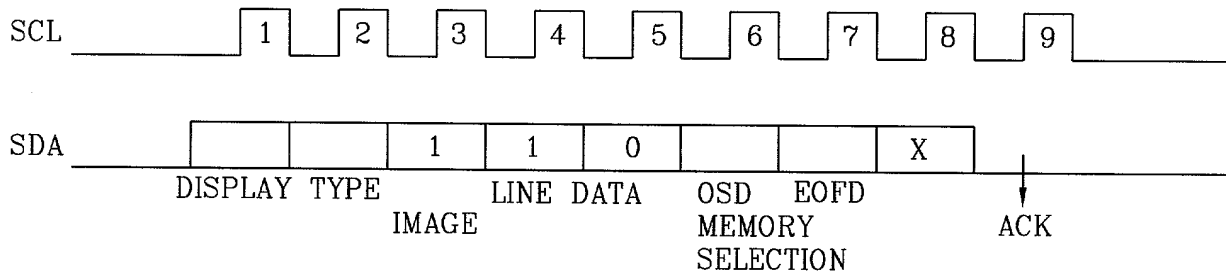 SCL 1 2 3 4 5 6 7 8 9
SDA 1 1 0 X
DISPLAY TYPE LINE DATA OSD EOFD
IMAGE MEMORY ACK
SELECTION